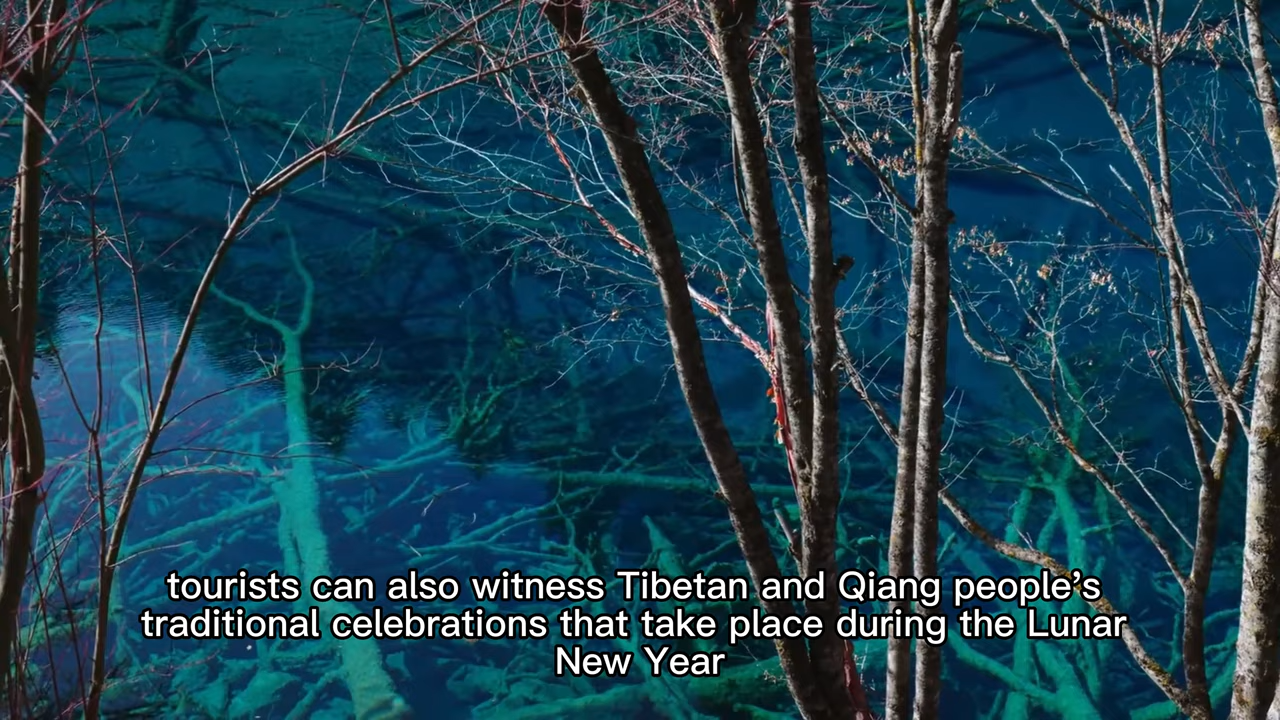 tourists can also witness Tibetan and Qiang people’s
traditional celebrations that take place during the Lunar
New Year